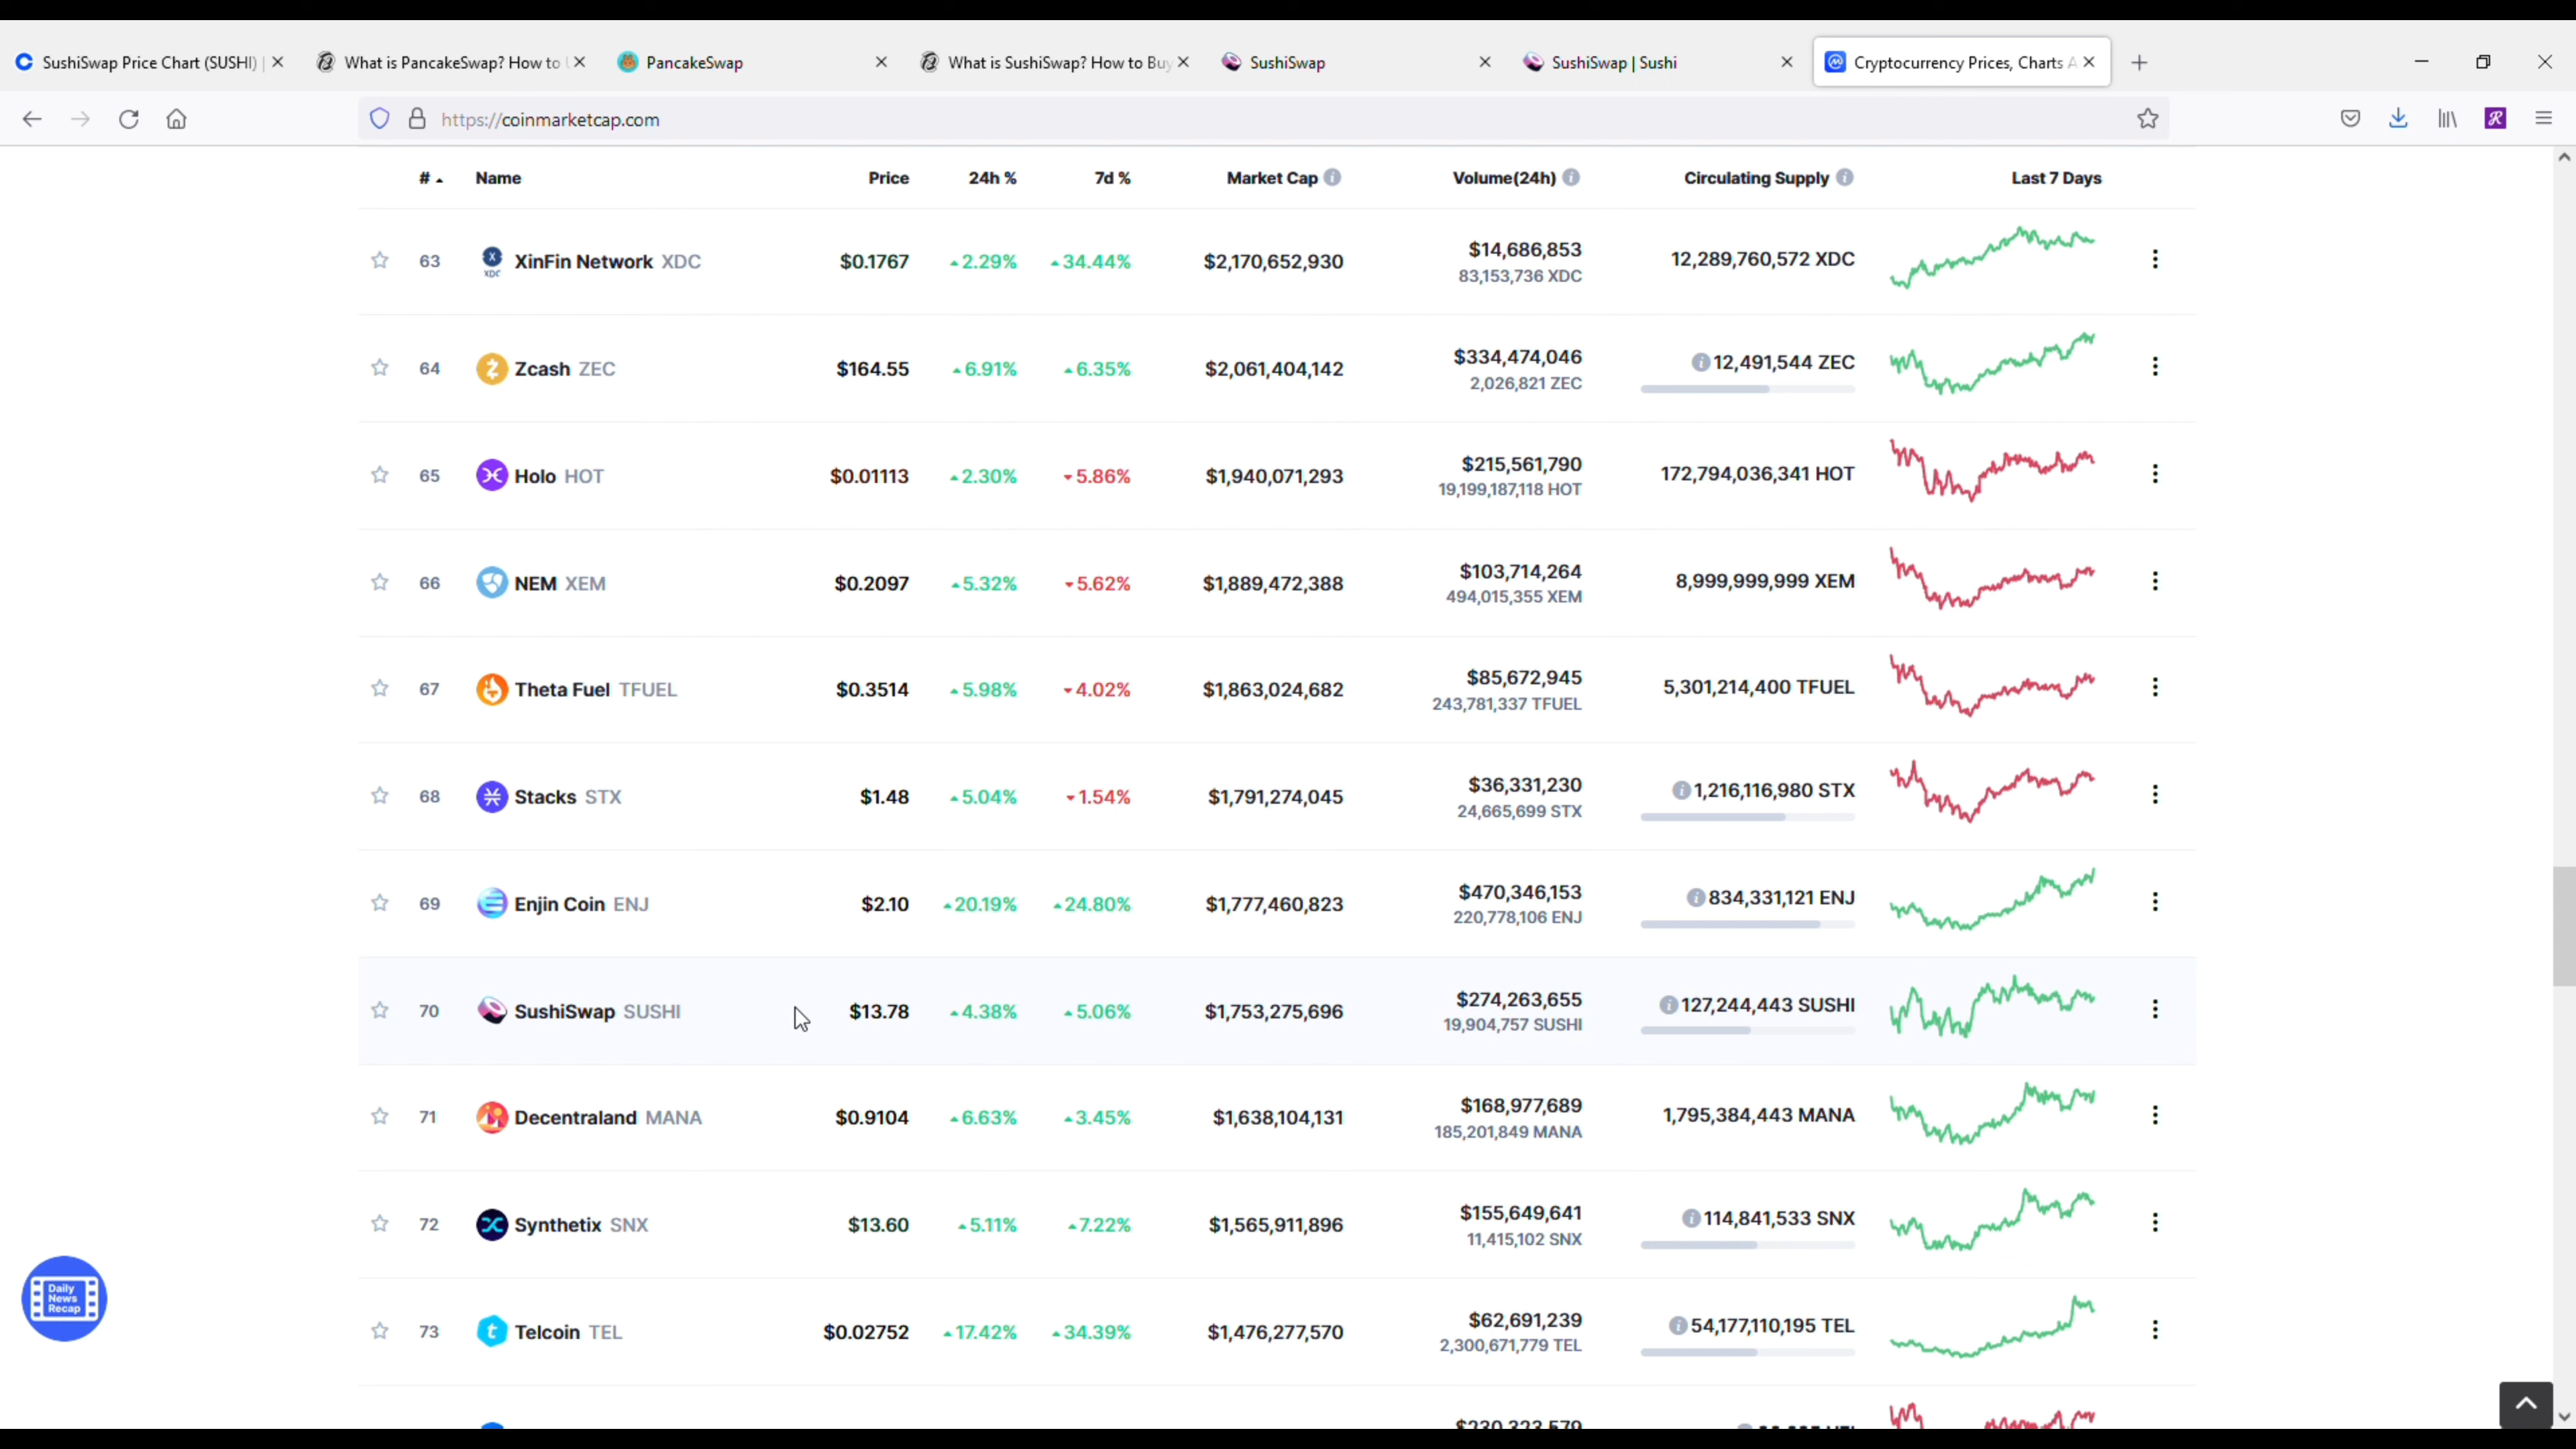 SushiSwap Price Chart (SUSHI) |
What is PancakeSwap? How to
PancakeSwap
What is SushiSwap? How to Buy
SushiSwap
SushiSwap | Sushi
Cryptocurrency Prices, Charts A
https://coinmarketcap.com
# Name Price 24h % 7d % Market Cap Volume(24h) Circulating Supply Last 7 Days
63 XDC XinFin Network XDC $0.1767 2.29% 34.44% $2,170,652,930 $14,686,853 12,289,760,572 XDC
83,153,736 XDC
64 Zcash ZEC $164.55 6.91% 6.35% $2,061,404,142 $334,474,046 12,491,544 ZEC
2,026,821 ZEC
65 Holo HOT $0.01113 2.30% 5.86% $1,940,071,293 $215,561,790 172,794,036,341 HOT
19,199,187,118 HOT
66 NEM XEM $0.2097 5.32% 5.62% $1,889,472,388 $103,714,264 8,999,999,999 XEM
494,015,355 XEM
67 Theta Fuel TFUEL $0.3514 5.98% 4.02% $1,863,024,682 $85,672,945 5,301,214,400 TFUEL
243,781,337 TFUEL
68 Stacks STX $1.48 5.04% 1.54% $1,791,274,045 $36,331,230 1,216,116,980 STX
24,665,699 STX
69 Enjin Coin ENJ $2.10 20.19% 24.80% $1,777,460,823 $470,346,153 834,331,121 ENJ
220,778,106 ENJ
70 SushiSwap SUSHI $13.78 4.38% 5.06% $1,753,275,696 $274,263,655 127,244,443 SUSHI
19,904,757 SUSHI
71 Decentraland MANA $0.9104 6.63% 3.45% $1,638,104,131 $168,977,689 1,795,384,443 MANA
185,201,849 MANA
72 Synthetix SNX $13.60 5.11% 7.22% $1,565,911,896 $155,649,641 114,841,533 SNX
11,415,102 SNX
73 Telcoin TEL $0.02752 17.42% 34.39% $1,476,277,570 $62,691,239 54,177,110,195 TEL
2,300,671,779 TEL
Daily
News
Recap
$230,323,579